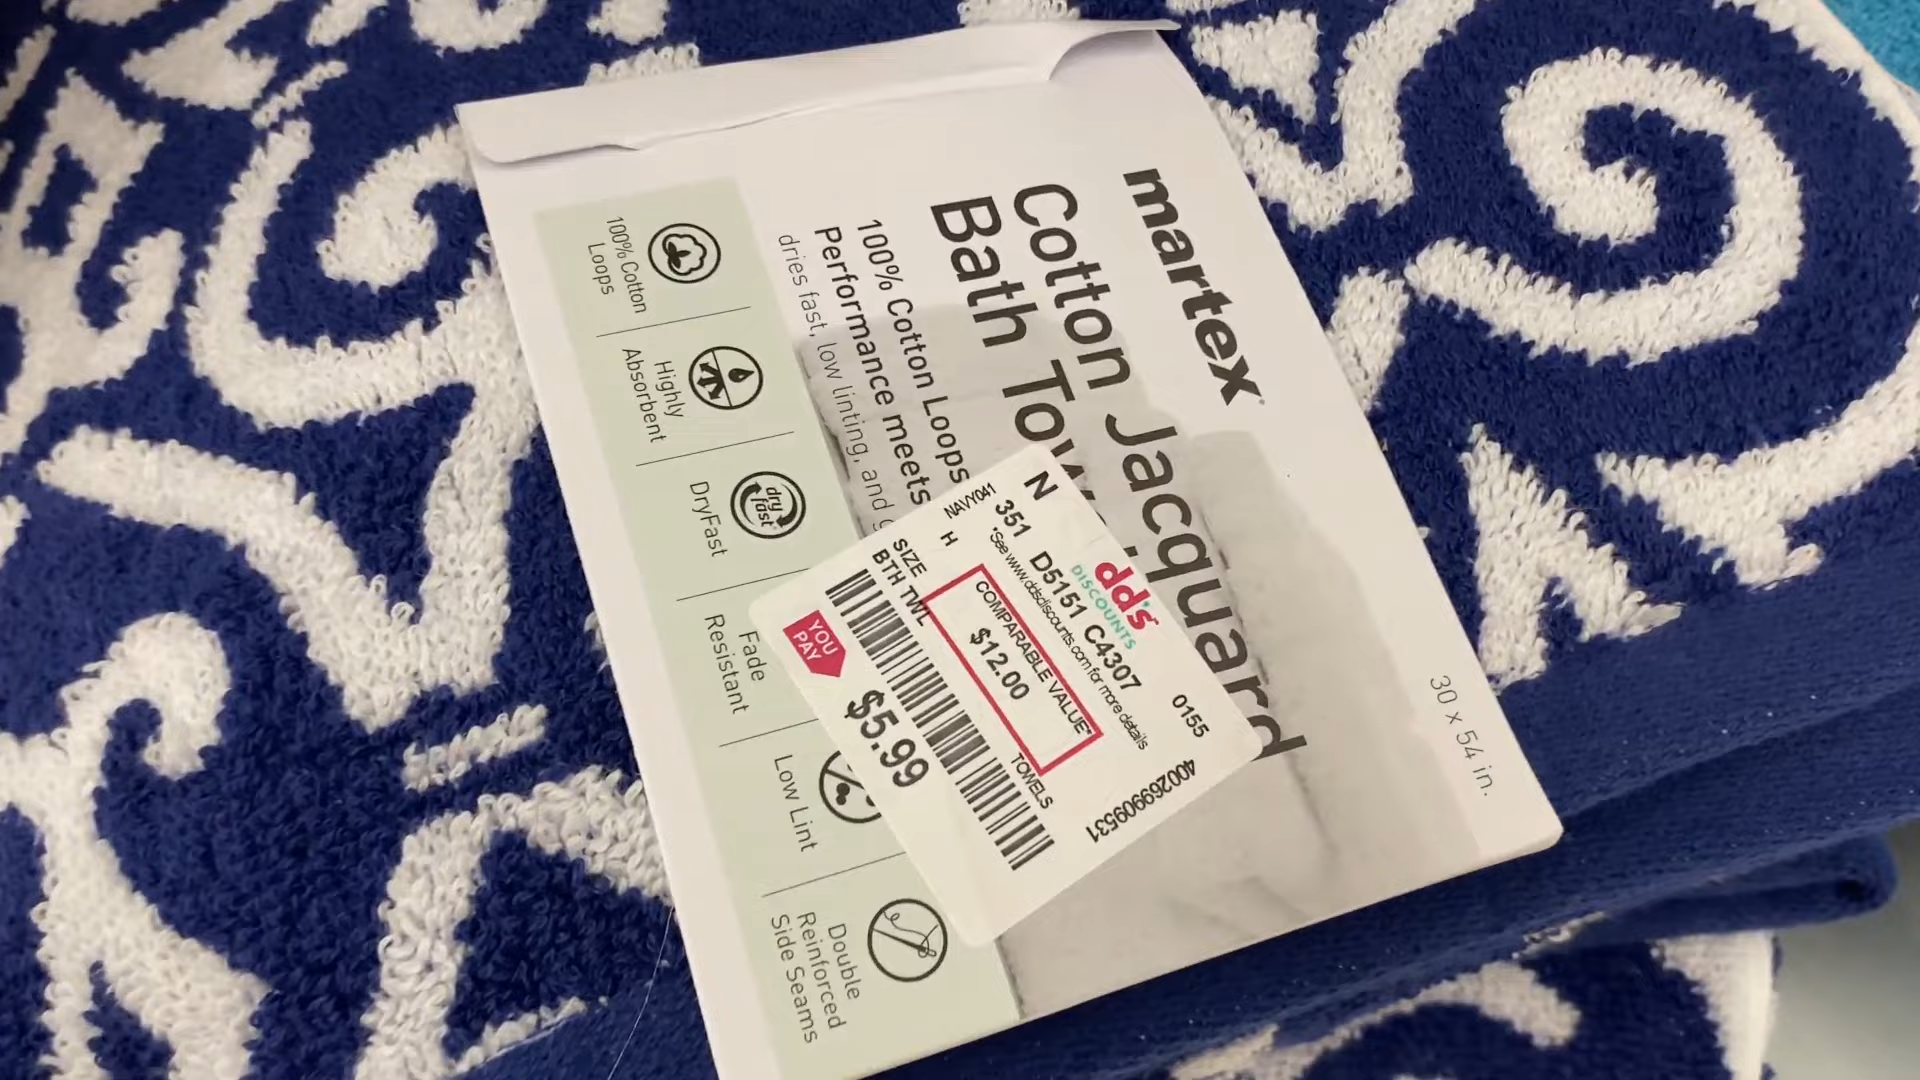 martex
Cotton Jacquard
Bath
100% Cotton Loops
Performance meets
dries fast, low linting, and
30 x 54 in.
100% Cotton
Loops
Highly
Absorbent
dry
fast
DryFast
Fade
Resistant
Low Lint
Double
Reinforced
Side Seams
dd's
DISCOUNTS
N
351 D5151 C4307
0155
*See www.ddsdiscounts.com for more details
NAVY041
H
COMPARABLE VALUE*
$12.00
SIZE
BTH TWL
TOWELS
400269909531
YOU
PAY
$5.99